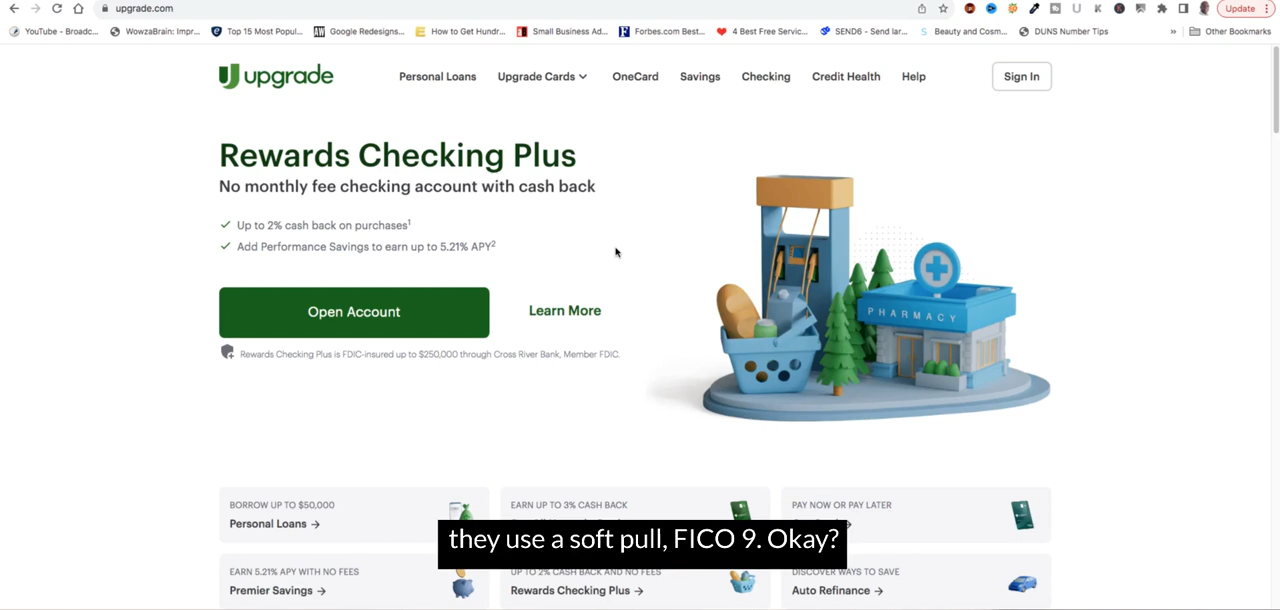 upgrade.com
Update
YouTube - Broadc...
WowzaBrain: Impr...
Top 15 Most Popul...
Google Redesigns...
How to Get Hundr...
Small Business Ad...
Forbes.com Best...
4 Best Free Servic...
SEND6 - Send lar...
Beauty and Cosm...
DUNS Number Tips
»
Other Bookmarks
upgrade
Personal Loans
Upgrade Cards
OneCard
Savings
Checking
Credit Health
Help
Sign In
Rewards Checking Plus
No monthly fee checking account with cash back
Up to 2% cash back on purchases1
Add Performance Savings to earn up to 5.21% APY2
Open Account
Learn More
Rewards Checking Plus is FDIC-insured up to $250,000 through Cross River Bank, Member FDIC.
PHARMACY
BORROW UP TO $50,000
Personal Loans →
EARN UP TO 3% CASH BACK
PAY NOW OR PAY LATER
they use a soft pull, FICO 9. Okay?
EARN 5.21% APY WITH NO FEES
Premier Savings →
UP TO 2% CASH BACK AND NO FEES
Rewards Checking Plus →
DISCOVER WAYS TO SAVE
Auto Refinance →